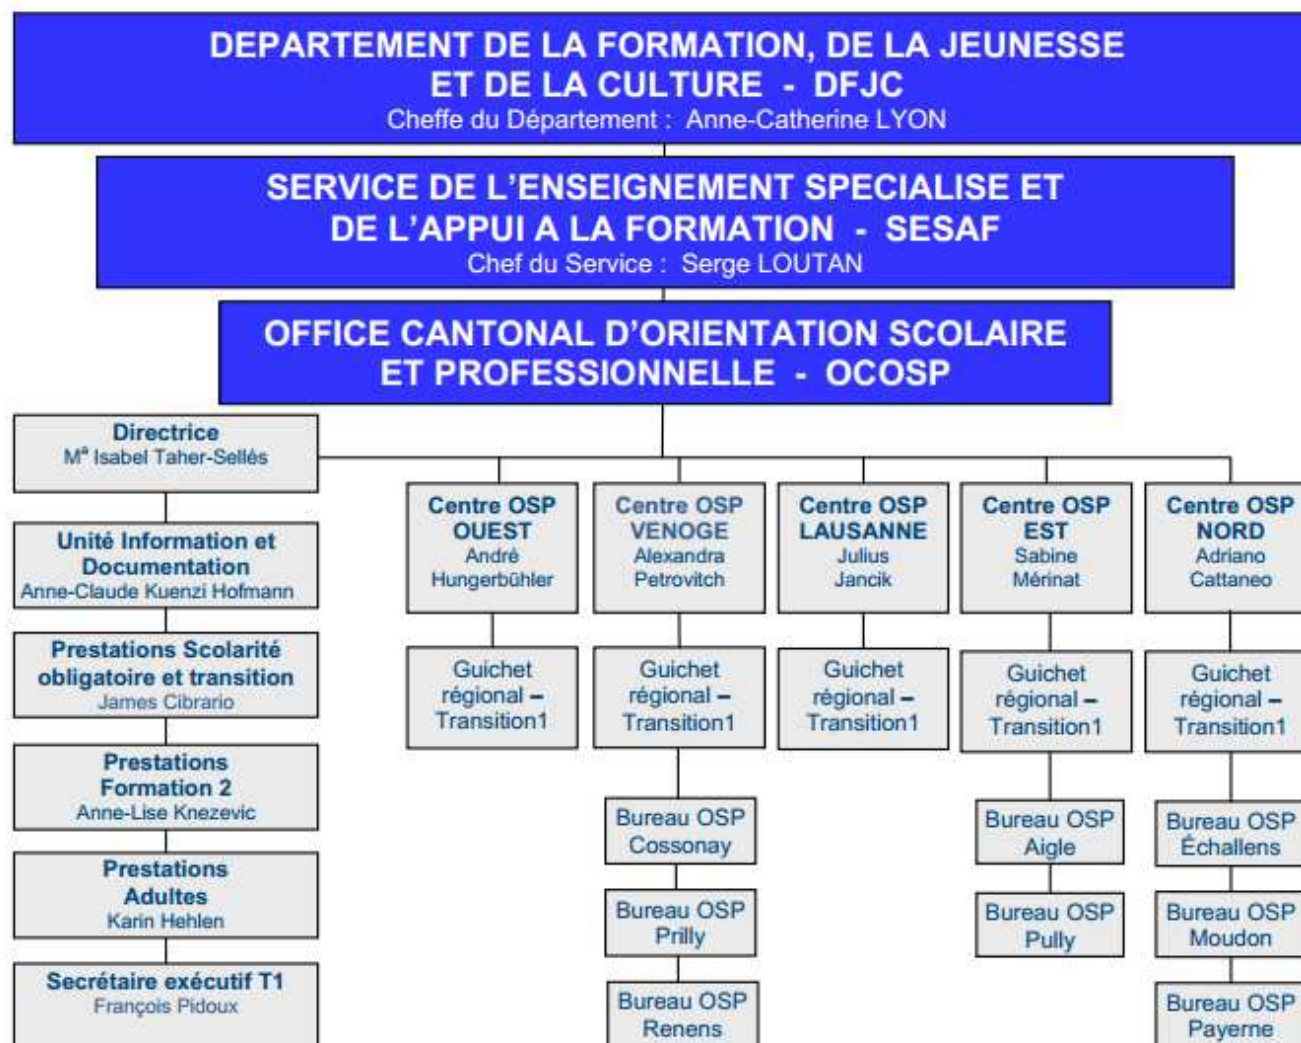 DEPARTEMENT DE LA FORMATION, DE LA JEUNESSE
ET DE LA CULTURE - DFJC
Cheffe du Département : Anne-Catherine LYON
SERVICE DE L'ENSEIGNEMENT SPECIALISE ET
DE L'APPUI A LA FORMATION - SESAF
Chef du Service : Serge LOUTAN
OFFICE CANTONAL D'ORIENTATION SCOLAIRE
ET PROFESSIONNELLE - OCOSP
Directrice
Mª Isabel Taher-Sellés
Unité Information et
Documentation
Anne-Claude Kuenzi Hofmann
Prestations Scolarité
obligatoire et transition
James Cibrario
Prestations
Formation 2
Anne-Lise Knezevic
Prestations
Adultes
Karin Hehlen
Secrétaire exécutif T1
François Pidoux
Centre OSP
OUEST
André
Hungerbühler
Guichet
régional –
Transition1
Centre OSP
VENOGE
Alexandra
Petrovitch
Guichet
régional –
Transition1
Bureau OSP
Cossonay
Bureau OSP
Prilly
Bureau OSP
Renens
Centre OSP
LAUSANNE
Julius
Jancik
Guichet
régional –
Transition1
Centre OSP
EST
Sabine
Mérinat
Guichet
régional –
Transition1
Bureau OSP
Aigle
Bureau OSP
Pully
Centre OSP
NORD
Adriano
Cattaneo
Guichet
régional –
Transition1
Bureau OSP
Échallens
Bureau OSP
Moudon
Bureau OSP
Payerne